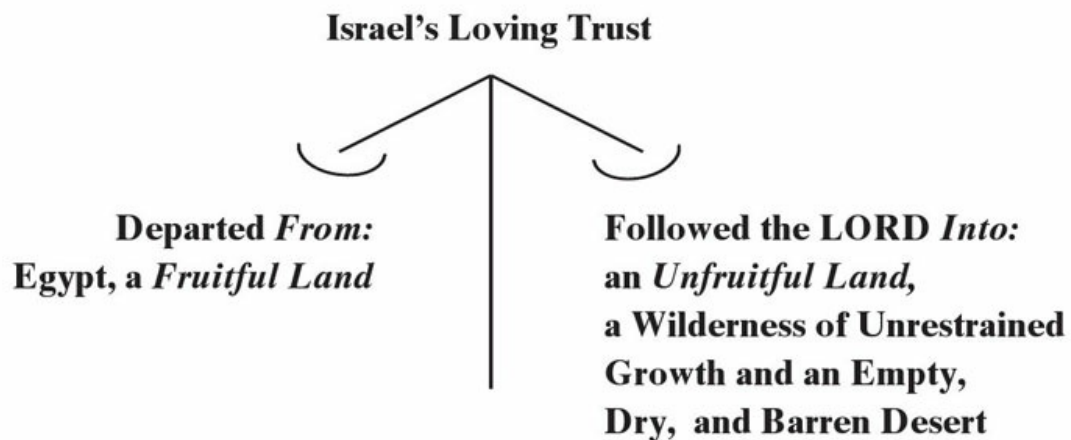 Israel's Loving Trust
Departed From:
Egypt, a Fruitful Land
Followed the LORD Into:
an Unfruitful Land,
a Wilderness of Unrestrained
Growth and an Empty,
Dry, and Barren Desert